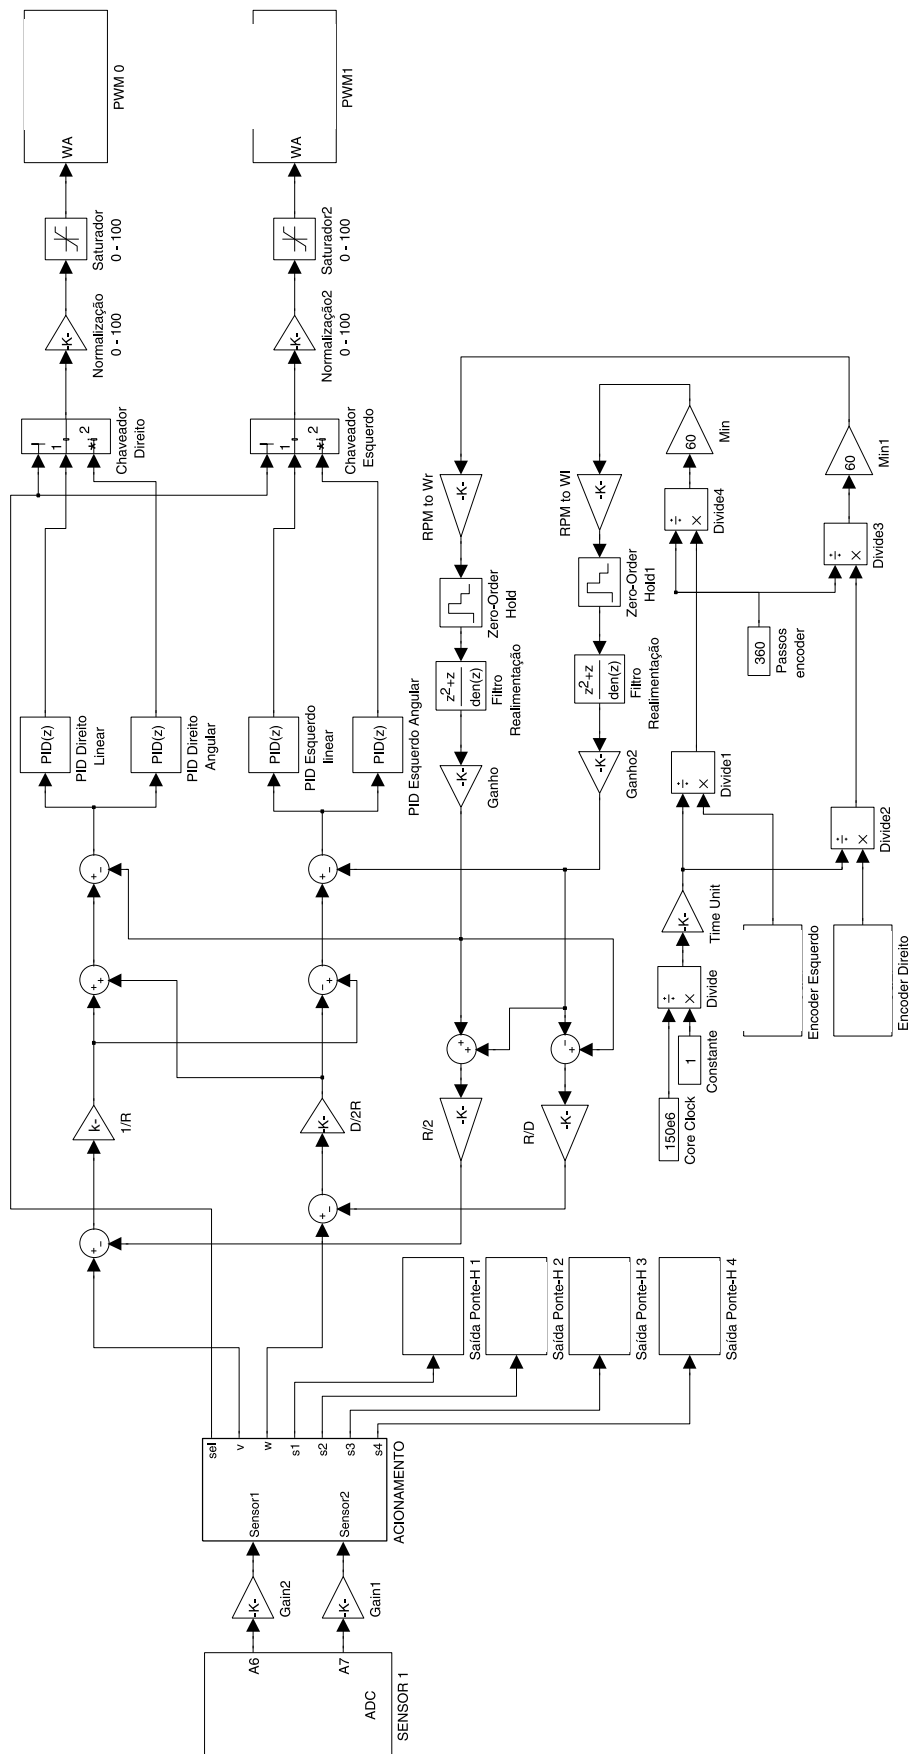 SENSOR 1
ADC
A6
A7
-K-
Gain2
-K-
Gain1
ACIONAMENTO
Sensor1
Sensor2
sel
v
w
s1
s2
s3
s4
Saída Ponte-H 1
Saída Ponte-H 2
Saída Ponte-H 3
Saída Ponte-H 4
+
-
+
-
k-
1/R
-K-
D/2R
+
+
-
+
+
-
+
-
PID(z)
PID Direito
Linear
PID(z)
PID Direito
Angular
PID(z)
PID Esquerdo
linear
PID(z)
PID Esquerdo Angular
1
2
*
Chaveador
Direito
1
2
*
Chaveador
Esquerdo
-K-
Normalização
0 - 100
-K-
Normalização2
0 - 100
Saturador
0 - 100
Saturador2
0 - 100
WA
PWM 0
WA
PWM1
-K-
R/2
-K-
R/D
+
+
-
+
-K-
Ganho
-K-
Ganho2
z²+z
den(z)
Filtro
Realimentação
z²+z
den(z)
Filtro
Realimentação
Zero-Order
Hold
Zero-Order
Hold1
-K-
RPM to Wr
-K-
RPM to Wl
150e6
Core Clock
1
Constante
÷
×
Divide
-K-
Time Unit
Encoder Esquerdo
Encoder Direito
÷
×
Divide1
÷
×
Divide2
360
Passos
encoder
÷
×
Divide4
÷
×
Divide3
60
Min
60
Min1